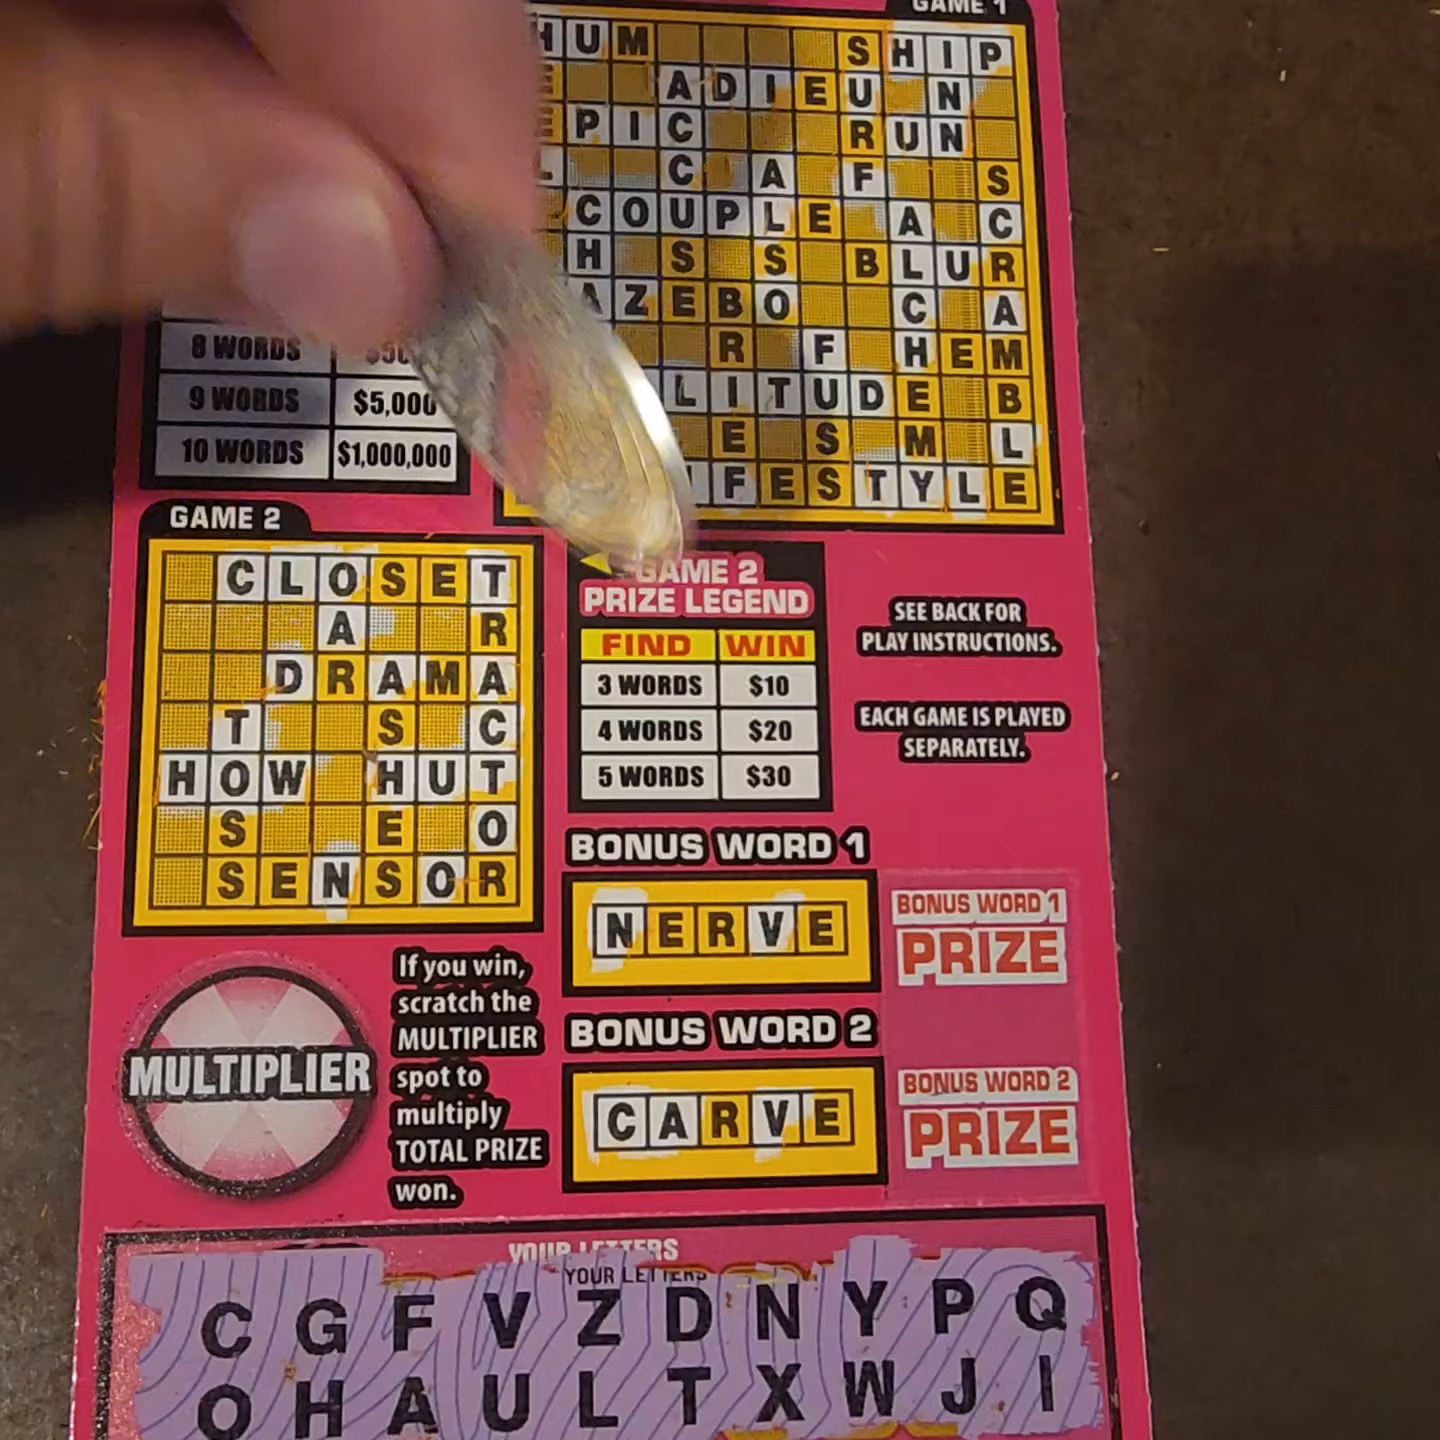 GAME 1
HUM SHIP
E ADIEU N
EPIC RUN
L C A F S
COUPLE A C
H S S BLUR
AZEBO C A
R F HEM
LITUDE B
E S M L
FESTYLE
8 WORDS
9 WORDS $5,000
10 WORDS $1,000,000
GAME 2
CLOSET
A R
DRAMA
T S C
HOW HUT
S E O
SENSOR
GAME 2
PRIZE LEGEND
FIND WIN
3 WORDS $10
4 WORDS $20
5 WORDS $30
SEE BACK FOR
PLAY INSTRUCTIONS.
EACH GAME IS PLAYED
SEPARATELY.
BONUS WORD 1
NERVE
BONUS WORD 1
PRIZE
BONUS WORD 2
CARVE
BONUS WORD 2
PRIZE
MULTIPLIER
If you win,
scratch the
MULTIPLIER
spot to
multiply
TOTAL PRIZE
won.
YOUR LETTERS
YOUR LETTERS
C G F V Z D N Y P Q
O H A U L T X W J I